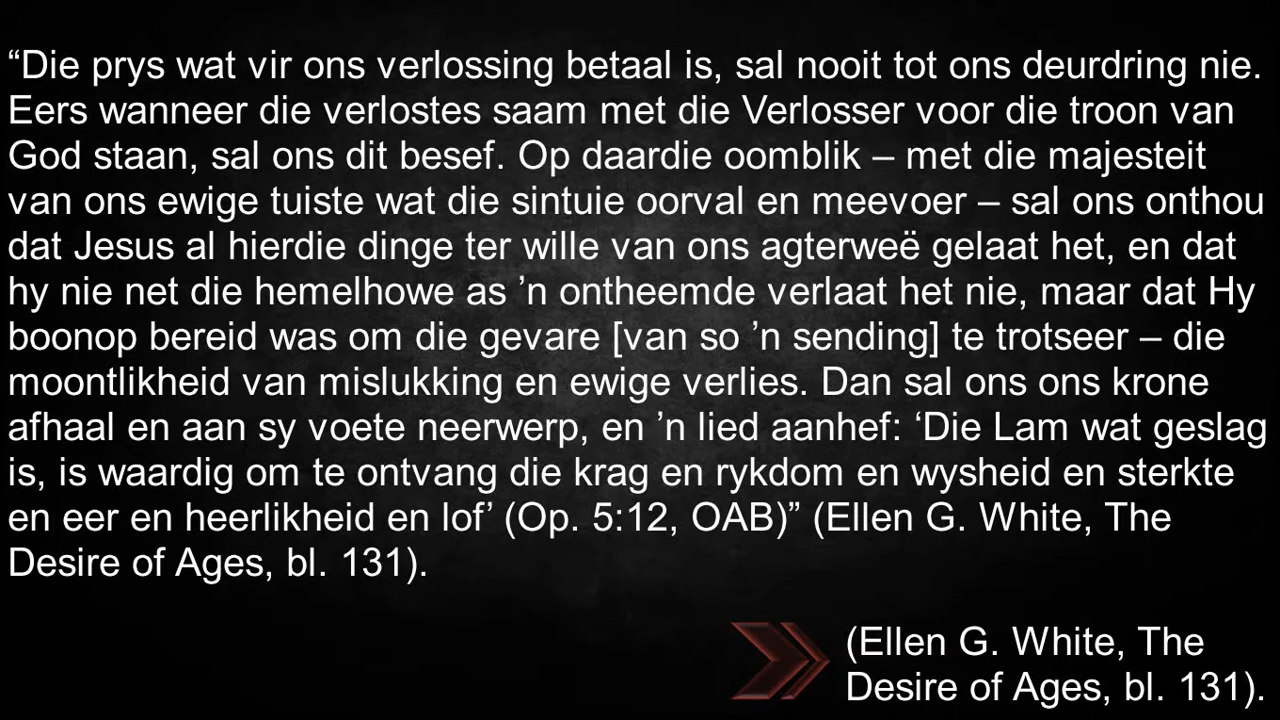 “Die prys wat vir ons verlossing betaal is, sal nooit tot ons deurdring nie.
Eers wanneer die verlostes saam met die Verlosser voor die troon van
God staan, sal ons dit besef. Op daardie oomblik – met die majesteit
van ons ewige tuiste wat die sintuie oorval en meevoer – sal ons onthou
dat Jesus al hierdie dinge ter wille van ons agterweë gelaat het, en dat
hy nie net die hemelhowe as ’n ontheemde verlaat het nie, maar dat Hy
boonop bereid was om die gevare [van so ’n sending] te trotseer – die
moontlikheid van mislukking en ewige verlies. Dan sal ons ons krone
afhaal en aan sy voete neerwerp, en ’n lied aanhef: ‘Die Lam wat geslag
is, is waardig om te ontvang die krag en rykdom en wysheid en sterkte
en eer en heerlikheid en lof’ (Op. 5:12, OAB)” (Ellen G. White, The
Desire of Ages, bl. 131).
(Ellen G. White, The
Desire of Ages, bl. 131).